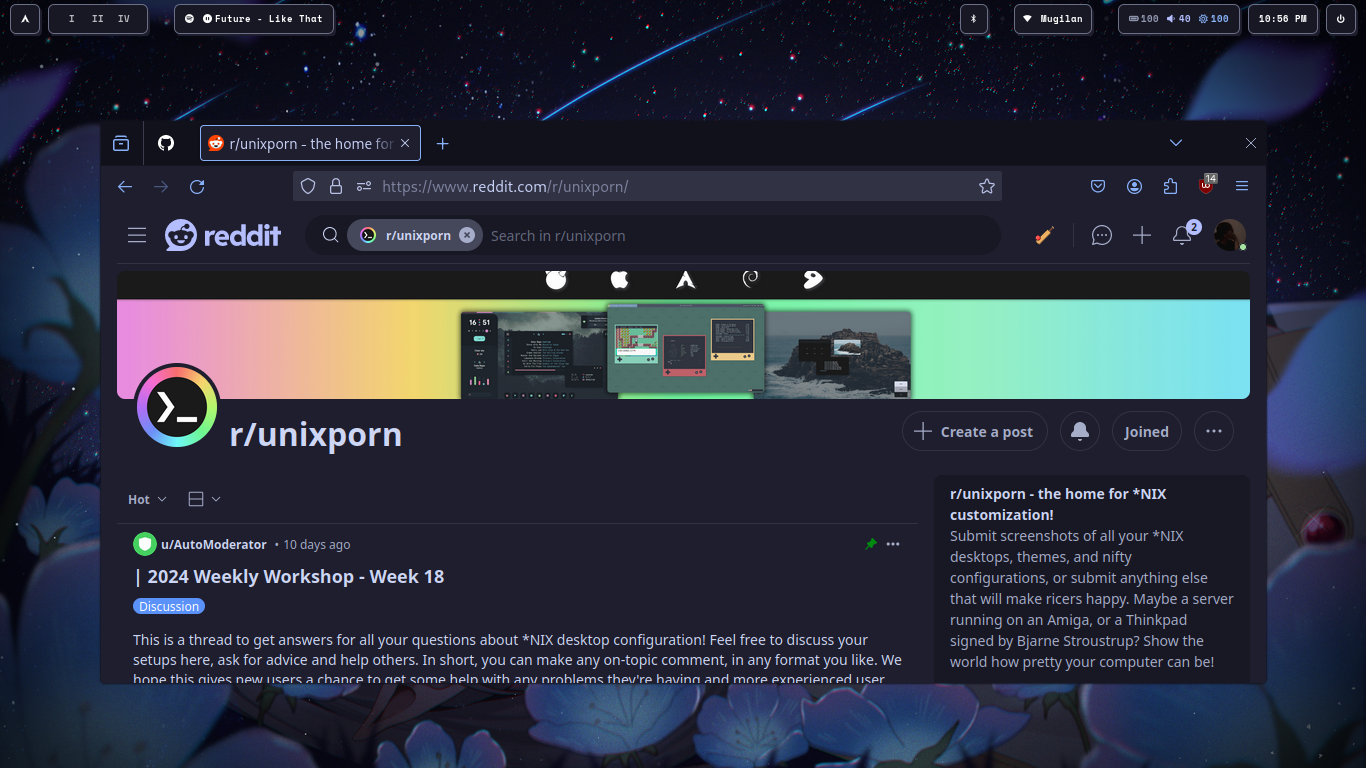 I II IV
Future - Like That
Mugilan
100 40 100
10:56 PM
r/unixporn - the home for
https://www.reddit.com/r/unixporn/
14
reddit
r/unixporn
Search in r/unixporn
2
16 51
r/unixporn
Create a post
Joined
Hot
u/AutoModerator • 10 days ago
| 2024 Weekly Workshop - Week 18
Discussion
This is a thread to get answers for all your questions about *NIX desktop configuration! Feel free to discuss your
setups here, ask for advice and help others. In short, you can make any on-topic comment, in any format you like. We
hope this gives new users a chance to get some help with any problems they're having and more experienced user
r/unixporn - the home for *NIX
customization!
Submit screenshots of all your *NIX
desktops, themes, and nifty
configurations, or submit anything else
that will make ricers happy. Maybe a server
running on an Amiga, or a Thinkpad
signed by Bjarne Stroustrup? Show the
world how pretty your computer can be!